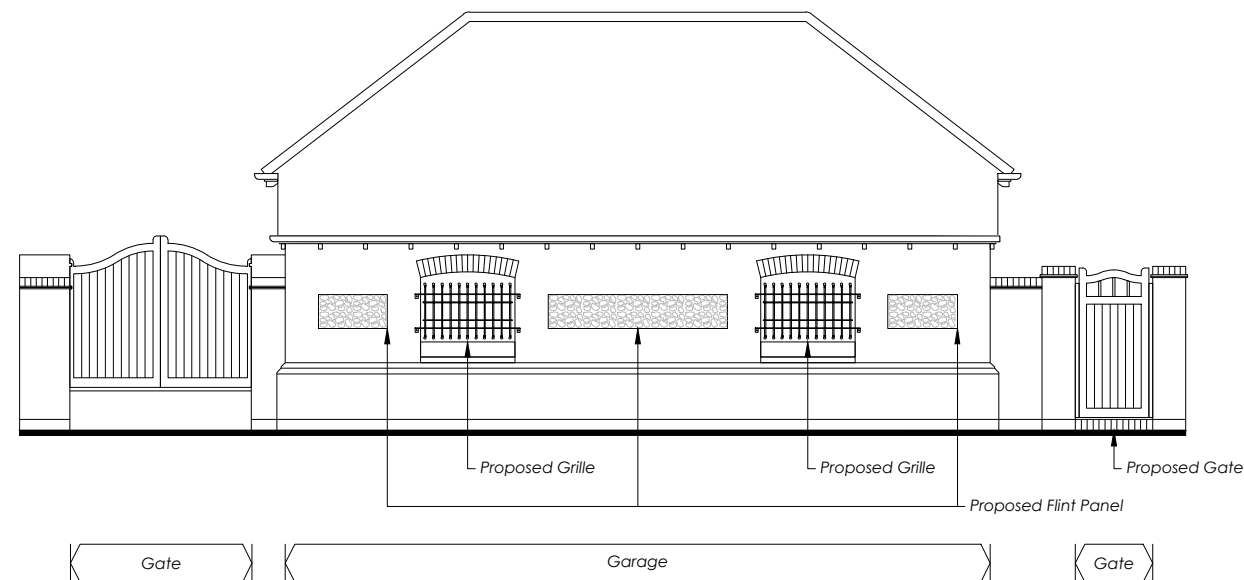 Proposed Grille
Proposed Grille
Proposed Gate
Proposed Flint Panel
Gate
Garage
Gate